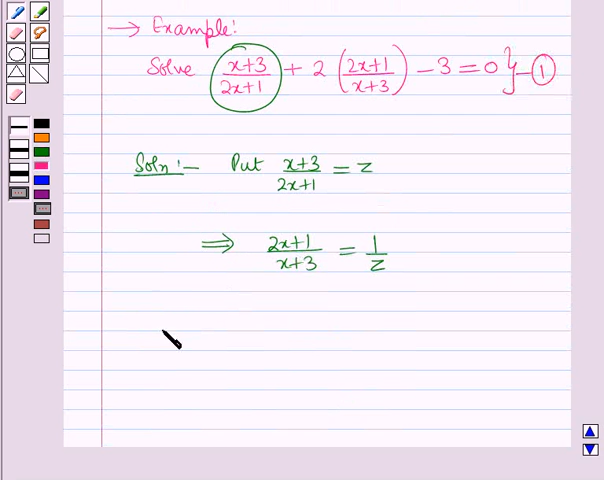 → Example:
Solve (x+3)/(2x+1) + 2((2x+1)/(x+3)) - 3 = 0 } - ①
Soln:- Put (x+3)/(2x+1) = z
⇒ (2x+1)/(x+3) = 1/z